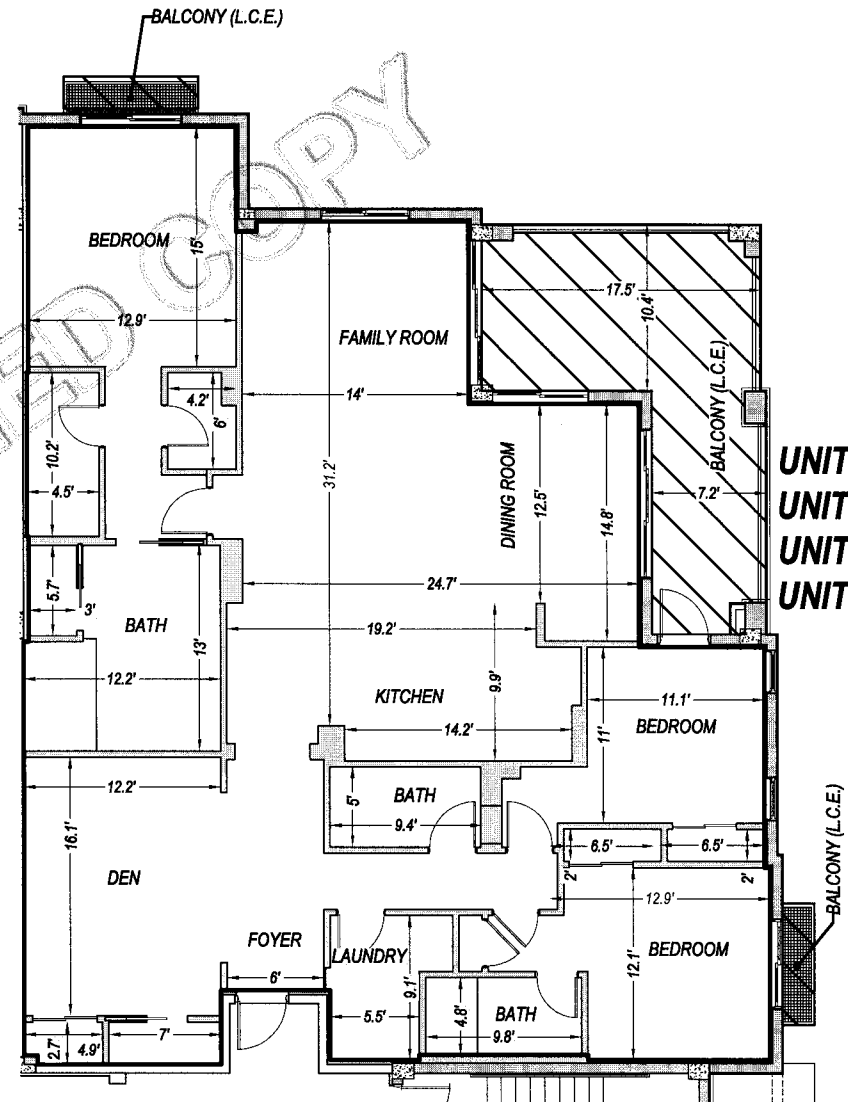 BALCONY (L.C.E.)
BEDROOM
15'
12.9'
FAMILY ROOM
17.5'
10.4'
BALCONY (L.C.E.)
4.2'
6'
14'
10.2'
4.5'
31.2'
DINING ROOM
12.5'
14.8'
7.2'
UNIT
UNIT
UNIT
UNIT
5.7'
3'
BATH
13'
12.2'
24.7'
19.2'
KITCHEN
9.9'
14.2'
11.1'
BEDROOM
11'
12.2'
16.1'
DEN
BATH
5'
9.4'
6.5'
2'
6.5'
2'
12.9'
BALCONY (L.C.E.)
FOYER
6'
LAUNDRY
9.1'
5.5'
BEDROOM
12.1'
BATH
4.8'
9.8'
2.7'
4.9'
7'
ED COPY